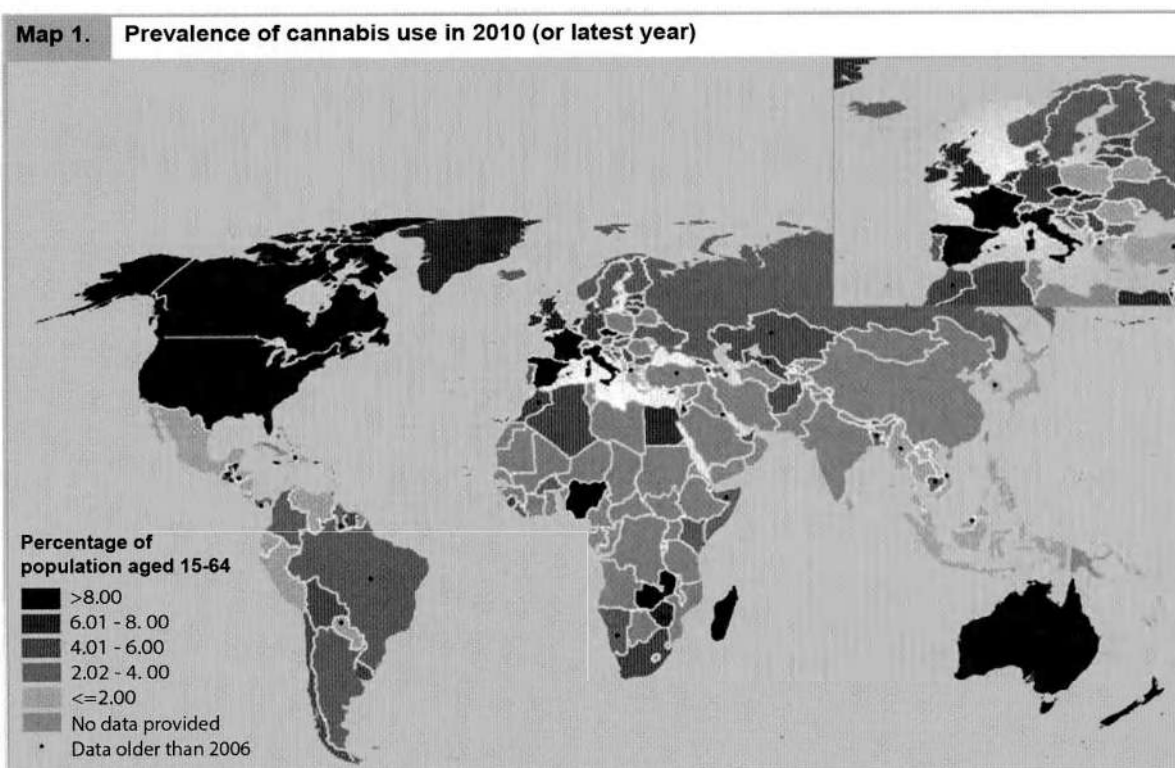 Map 1. Prevalence of cannabis use in 2010 (or latest year)
Percentage of
population aged 15-64
>8.00
6.01 - 8. 00
4.01 - 6.00
2.02 - 4. 00
<=2.00
No data provided
Data older than 2006